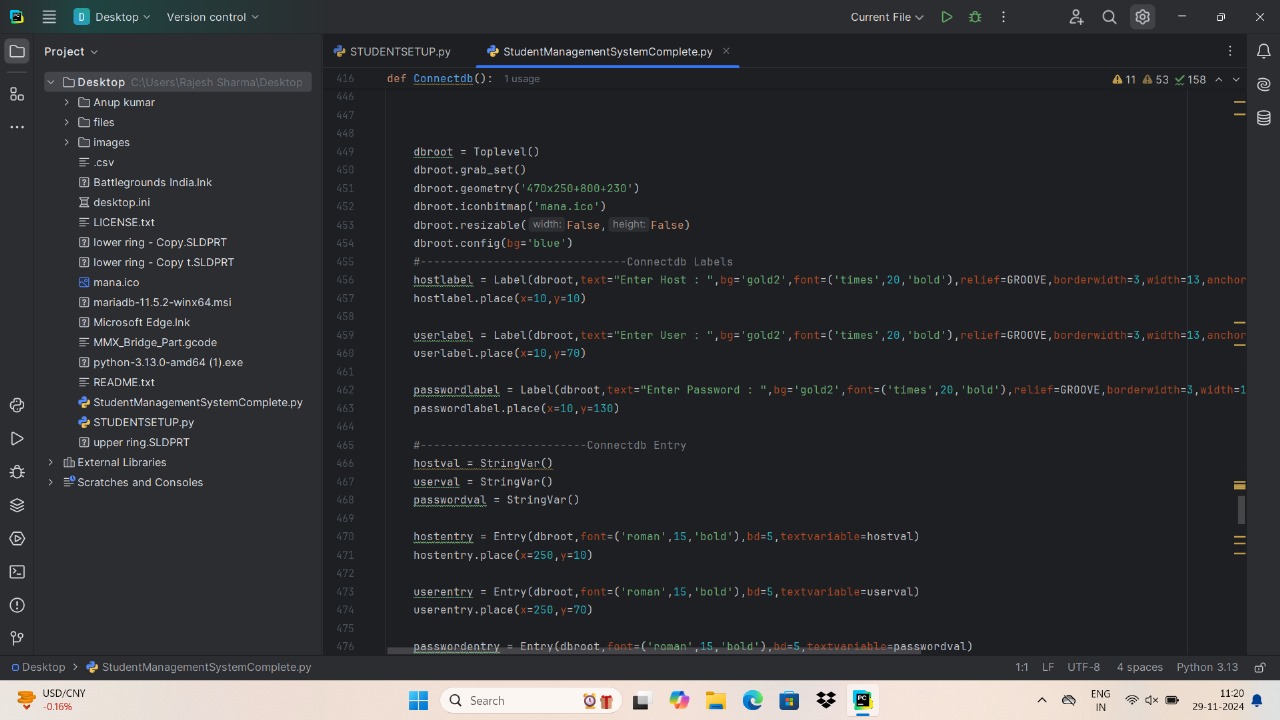 D Desktop Version control Current File
Project
STUDENTSETUP.py StudentManagementSystemComplete.py
Desktop C:\Users\Rajesh Sharma\Desktop
Anup kumar
files
images
.csv
Battlegrounds India.lnk
desktop.ini
LICENSE.txt
lower ring - Copy.SLDPRT
lower ring - Copy t.SLDPRT
mana.ico
mariadb-11.5.2-winx64.msi
Microsoft Edge.lnk
MMX_Bridge_Part.gcode
python-3.13.0-amd64 (1).exe
README.txt
StudentManagementSystemComplete.py
STUDENTSETUP.py
upper ring.SLDPRT
External Libraries
Scratches and Consoles
416 def Connectdb(): 1 usage 11 53 158
446
447
448
449 dbroot = Toplevel()
450 dbroot.grab_set()
451 dbroot.geometry('470x250+800+230')
452 dbroot.iconbitmap('mana.ico')
453 dbroot.resizable( width: False, height: False)
454 dbroot.config(bg='blue')
455 #-------------------------------Connectdb Labels
456 hostlabel = Label(dbroot,text="Enter Host : ",bg='gold2',font=('times',20,'bold'),relief=GROOVE,borderwidth=3,width=13,anchor
457 hostlabel.place(x=10,y=10)
458
459 userlabel = Label(dbroot,text="Enter User : ",bg='gold2',font=('times',20,'bold'),relief=GROOVE,borderwidth=3,width=13,anchor
460 userlabel.place(x=10,y=70)
461
462 passwordlabel = Label(dbroot,text="Enter Password : ",bg='gold2',font=('times',20,'bold'),relief=GROOVE,borderwidth=3,width=1
463 passwordlabel.place(x=10,y=130)
464
465 #-------------------------Connectdb Entry
466 hostval = StringVar()
467 userval = StringVar()
468 passwordval = StringVar()
469
470 hostentry = Entry(dbroot,font=('roman',15,'bold'),bd=5,textvariable=hostval)
471 hostentry.place(x=250,y=10)
472
473 userentry = Entry(dbroot,font=('roman',15,'bold'),bd=5,textvariable=userval)
474 userentry.place(x=250,y=70)
475
476 passwordentry = Entry(dbroot,font=('roman',15,'bold'),bd=5,textvariable=passwordval)
Desktop > StudentManagementSystemComplete.py 1:1 LF UTF-8 4 spaces Python 3.13
USD/CNY
-0.16%
Search
PC
ENG
IN
11:20
29-11-2024